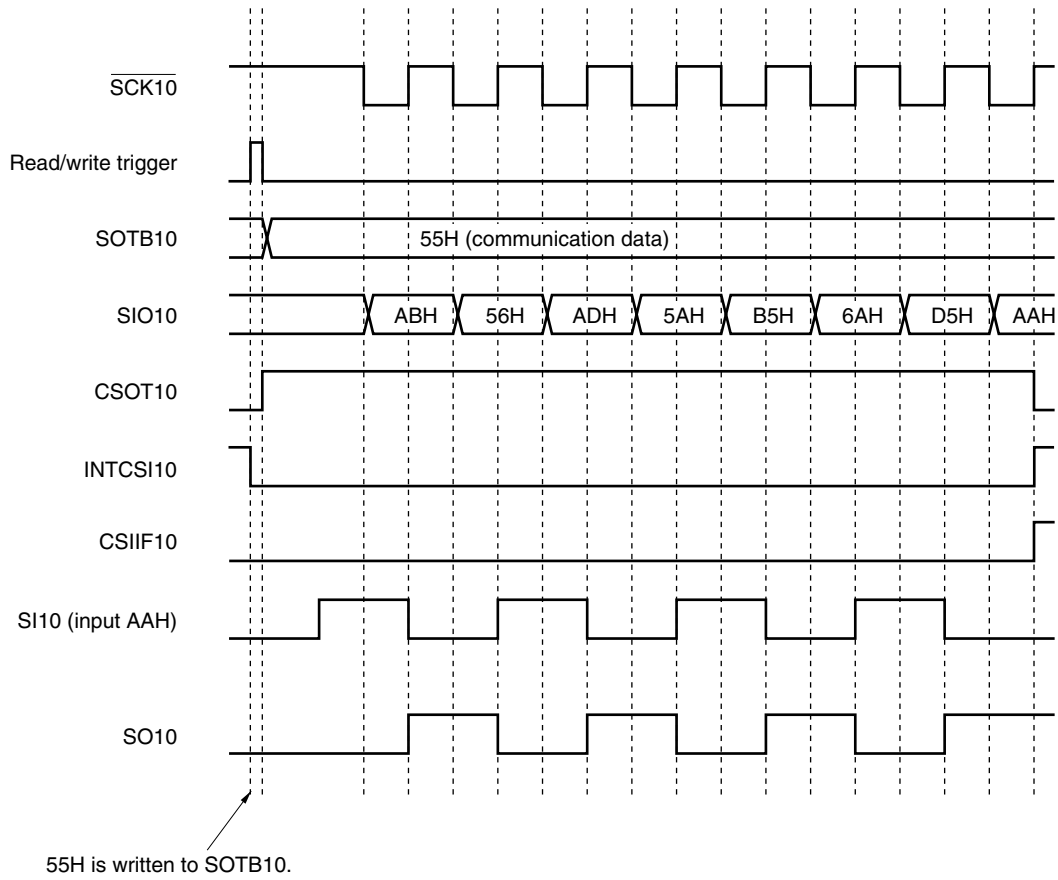 SCK10
Read/write trigger
SOTB10
55H (communication data)
SIO10
ABH 56H ADH 5AH B5H 6AH D5H AAH
CSOT10
INTCSI10
CSIIF10
SI10 (input AAH)
SO10
55H is written to SOTB10.